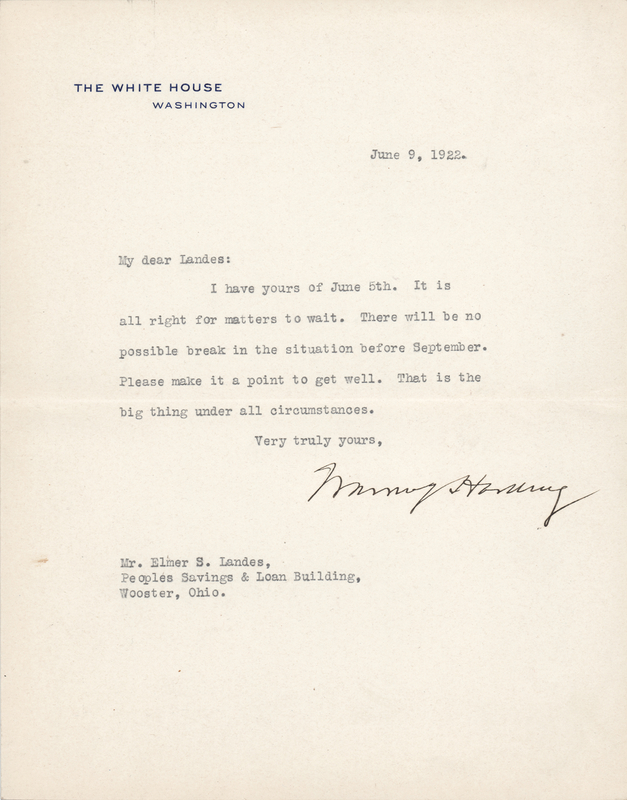 THE WHITE HOUSE
WASHINGTON
June 9, 1922.
My dear Landes:
I have yours of June 5th. It is
all right for matters to wait. There will be no
possible break in the situation before September.
Please make it a point to get well. That is the
big thing under all circumstances.
Very truly yours,
Warren G Harding
Mr. Elmer S. Landes,
Peoples Savings & Loan Building,
Wooster, Ohio.